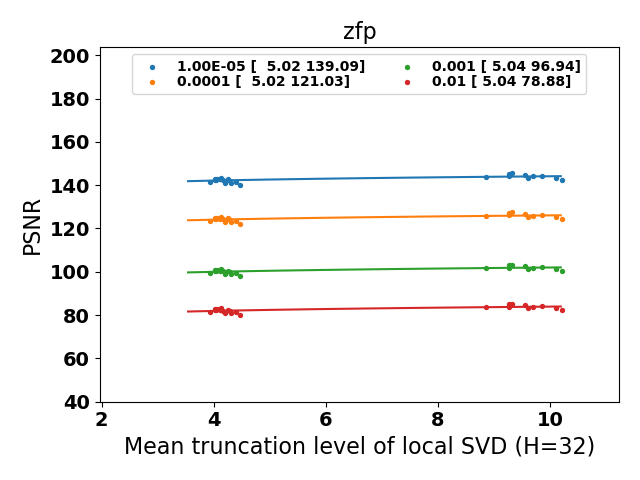 zfp
1.00E-05 [  5.02 139.09]
0.0001 [  5.02 121.03]
0.001 [ 5.04 96.94]
0.01 [ 5.04 78.88]
200
180
160
140
120
100
80
60
40
PSNR
2 4 6 8 10
Mean truncation level of local SVD (H=32)